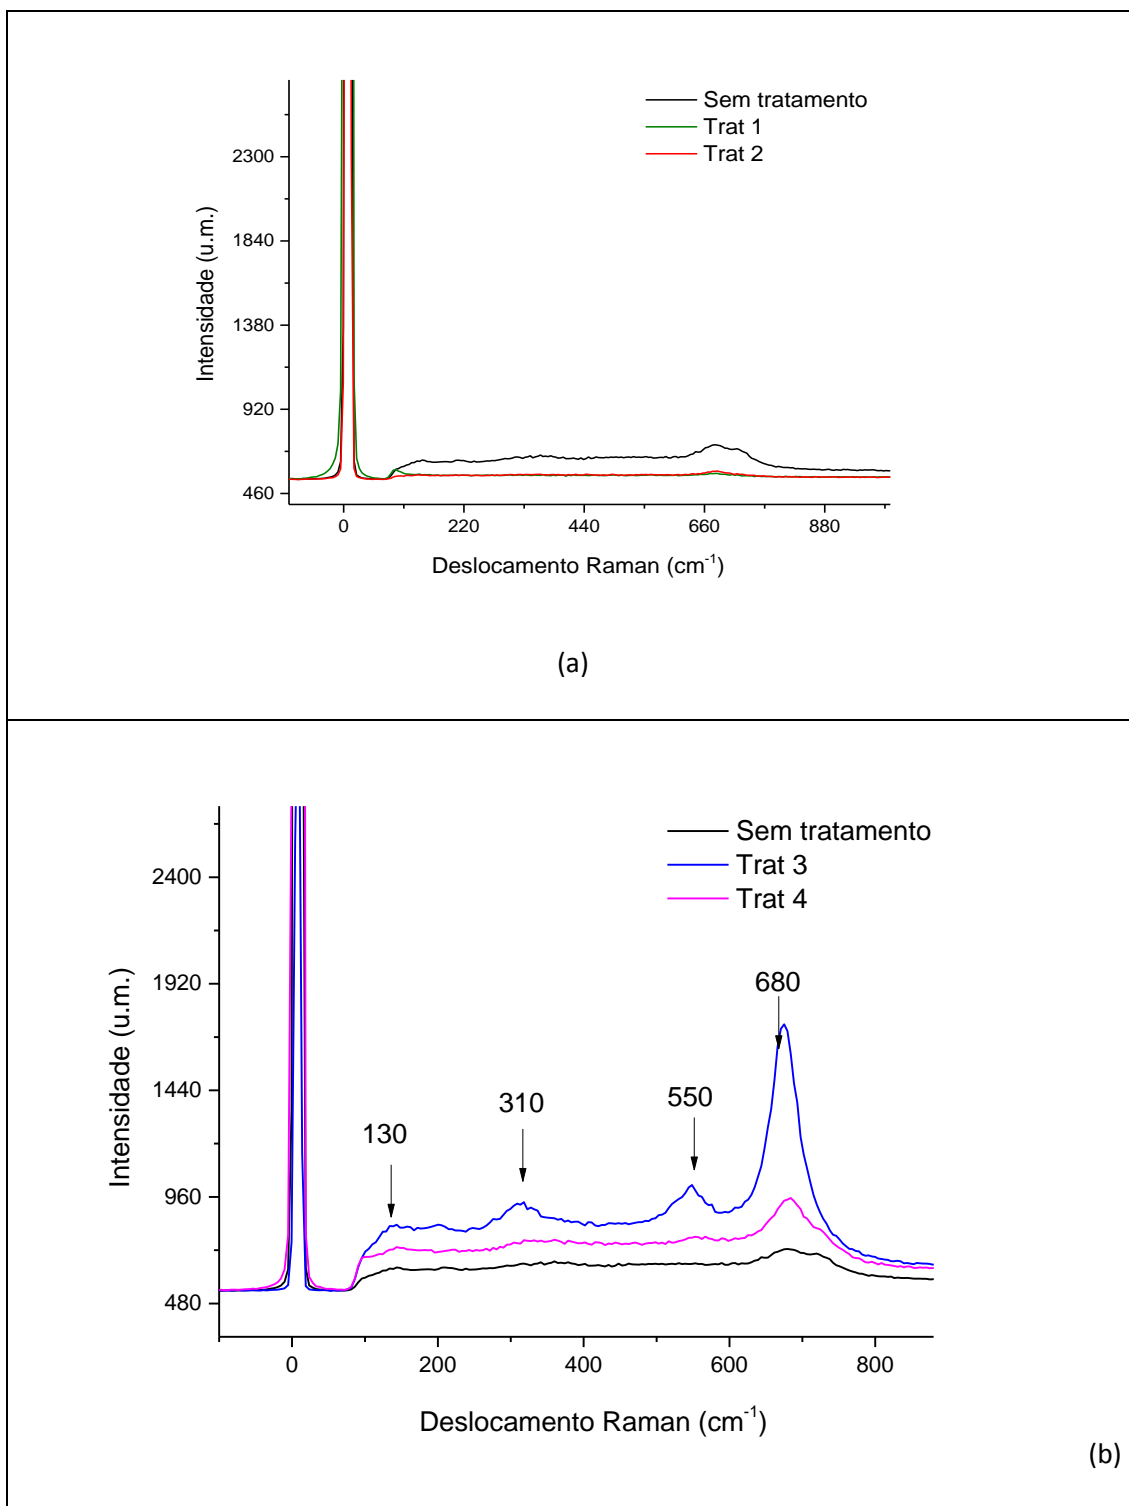 Sem tratamento
Trat 1
Trat 2
2300
1840
1380
920
460
Intensidade (u.m.)
0 220 440 660 880
Deslocamento Raman (cm-1)
(a)
Sem tratamento
Trat 3
Trat 4
2400
1920
1440
960
480
Intensidade (u.m.)
680
550
310
130
0 200 400 600 800
Deslocamento Raman (cm-1)
(b)